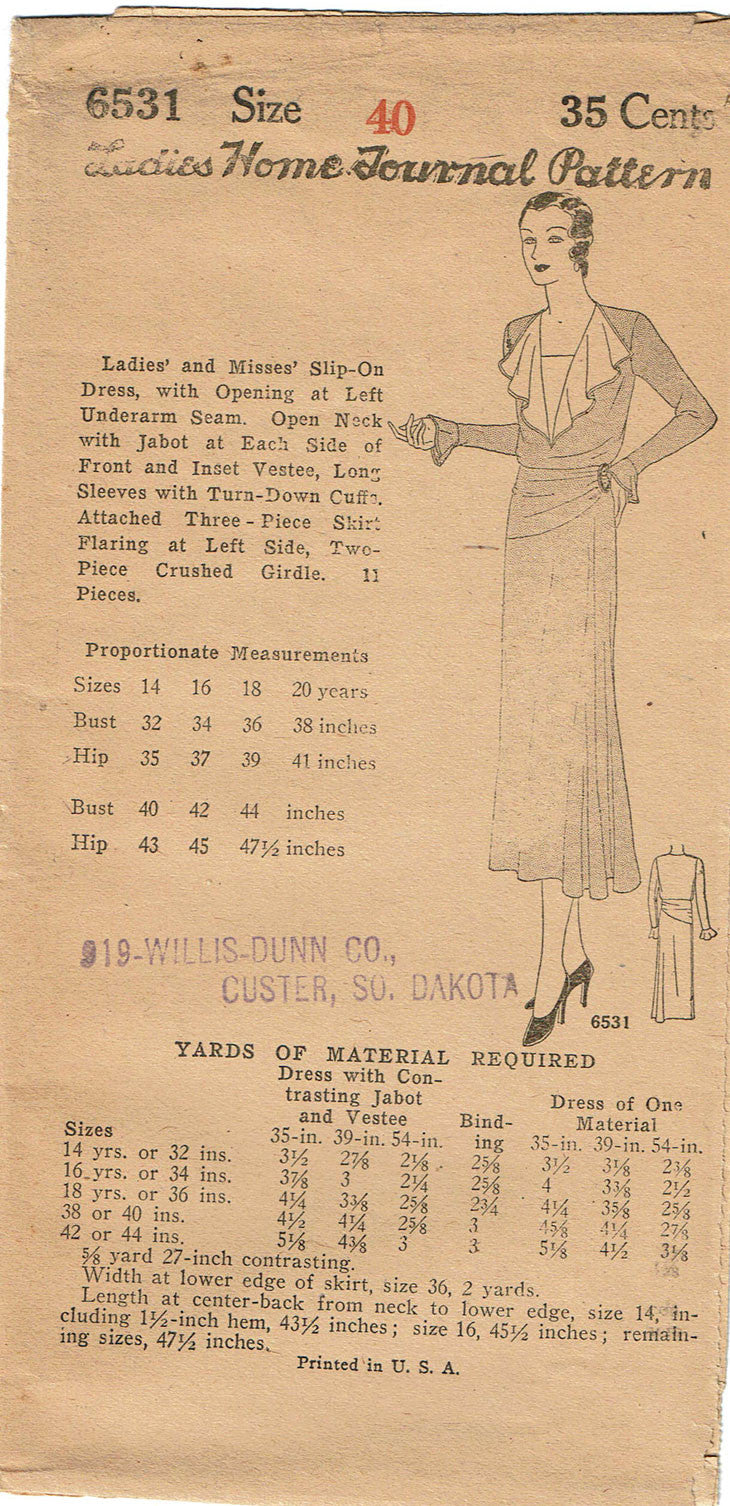 6531 Size 40 35 Cents
Ladies Home Journal Pattern
Ladies' and Misses' Slip-On
Dress, with Opening at Left
Underarm Seam. Open Neck
with Jabot at Each Side of
Front and Inset Vestee, Long
Sleeves with Turn-Down Cuffs.
Attached Three-Piece Skirt
Flaring at Left Side, Two-
Piece Crushed Girdle. 11
Pieces.
Proportionate Measurements
Sizes 14 16 18 20 years
Bust 32 34 36 38 inches
Hip 35 37 39 41 inches
Bust 40 42 44 inches
Hip 43 45 47½ inches
919-WILLIS-DUNN CO.,
CUSTER, SO. DAKOTA
6531
YARDS OF MATERIAL REQUIRED
Dress with Con-
trasting Jabot
and Vestee
Bind-
ing
Dress of One
Material
Sizes 35-in. 39-in. 54-in. 35-in. 39-in. 54-in.
14 yrs. or 32 ins. 3½ 2⅞ 2⅛ 2⅝ 3½ 3⅛ 2⅜
16 yrs. or 34 ins. 3⅞ 3 2¼ 2⅝ 4 3⅜ 2½
18 yrs. or 36 ins. 4¼ 3⅜ 2⅝ 2¾ 4¼ 3⅝ 2⅝
38 or 40 ins. 4½ 4¼ 2⅝ 3 4⅝ 4¼ 2⅞
42 or 44 ins. 5⅛ 4⅜ 3 3 5⅛ 4½ 3⅛
⅝ yard 27-inch contrasting.
Width at lower edge of skirt, size 36, 2 yards.
Length at center-back from neck to lower edge, size 14, in-
cluding 1½-inch hem, 43½ inches; size 16, 45½ inches; remain-
ing sizes, 47½ inches.
Printed in U. S. A.